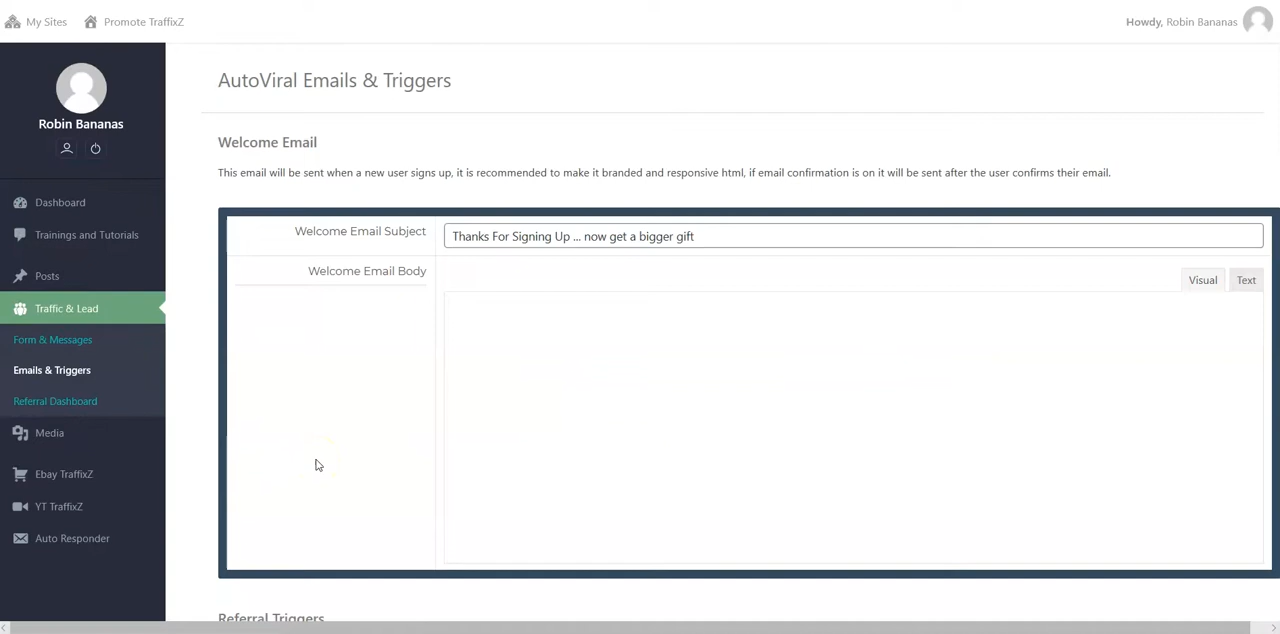 My Sites
Promote TraffixZ
Howdy, Robin Bananas
Robin Bananas
Dashboard
Trainings and Tutorials
Posts
Traffic & Lead
Form & Messages
Emails & Triggers
Referral Dashboard
Media
Ebay TraffixZ
YT TraffixZ
Auto Responder
AutoViral Emails & Triggers
Welcome Email
This email will be sent when a new user signs up, it is recommended to make it branded and responsive html, if email confirmation is on it will be sent after the user confirms their email.
Welcome Email Subject
Thanks For Signing Up ... now get a bigger gift
Welcome Email Body
Visual
Text
Referral Triggers